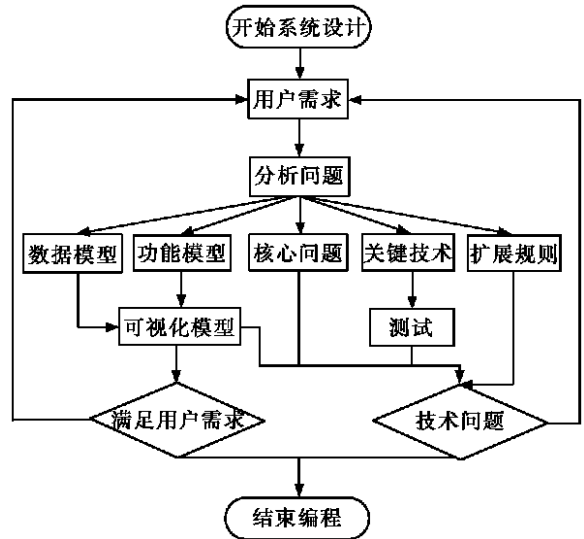 开始系统设计
用户需求
分析问题
数据模型
功能模型
核心问题
关键技术
扩展规则
可视化模型
测试
满足用户需求
技术问题
结束编程